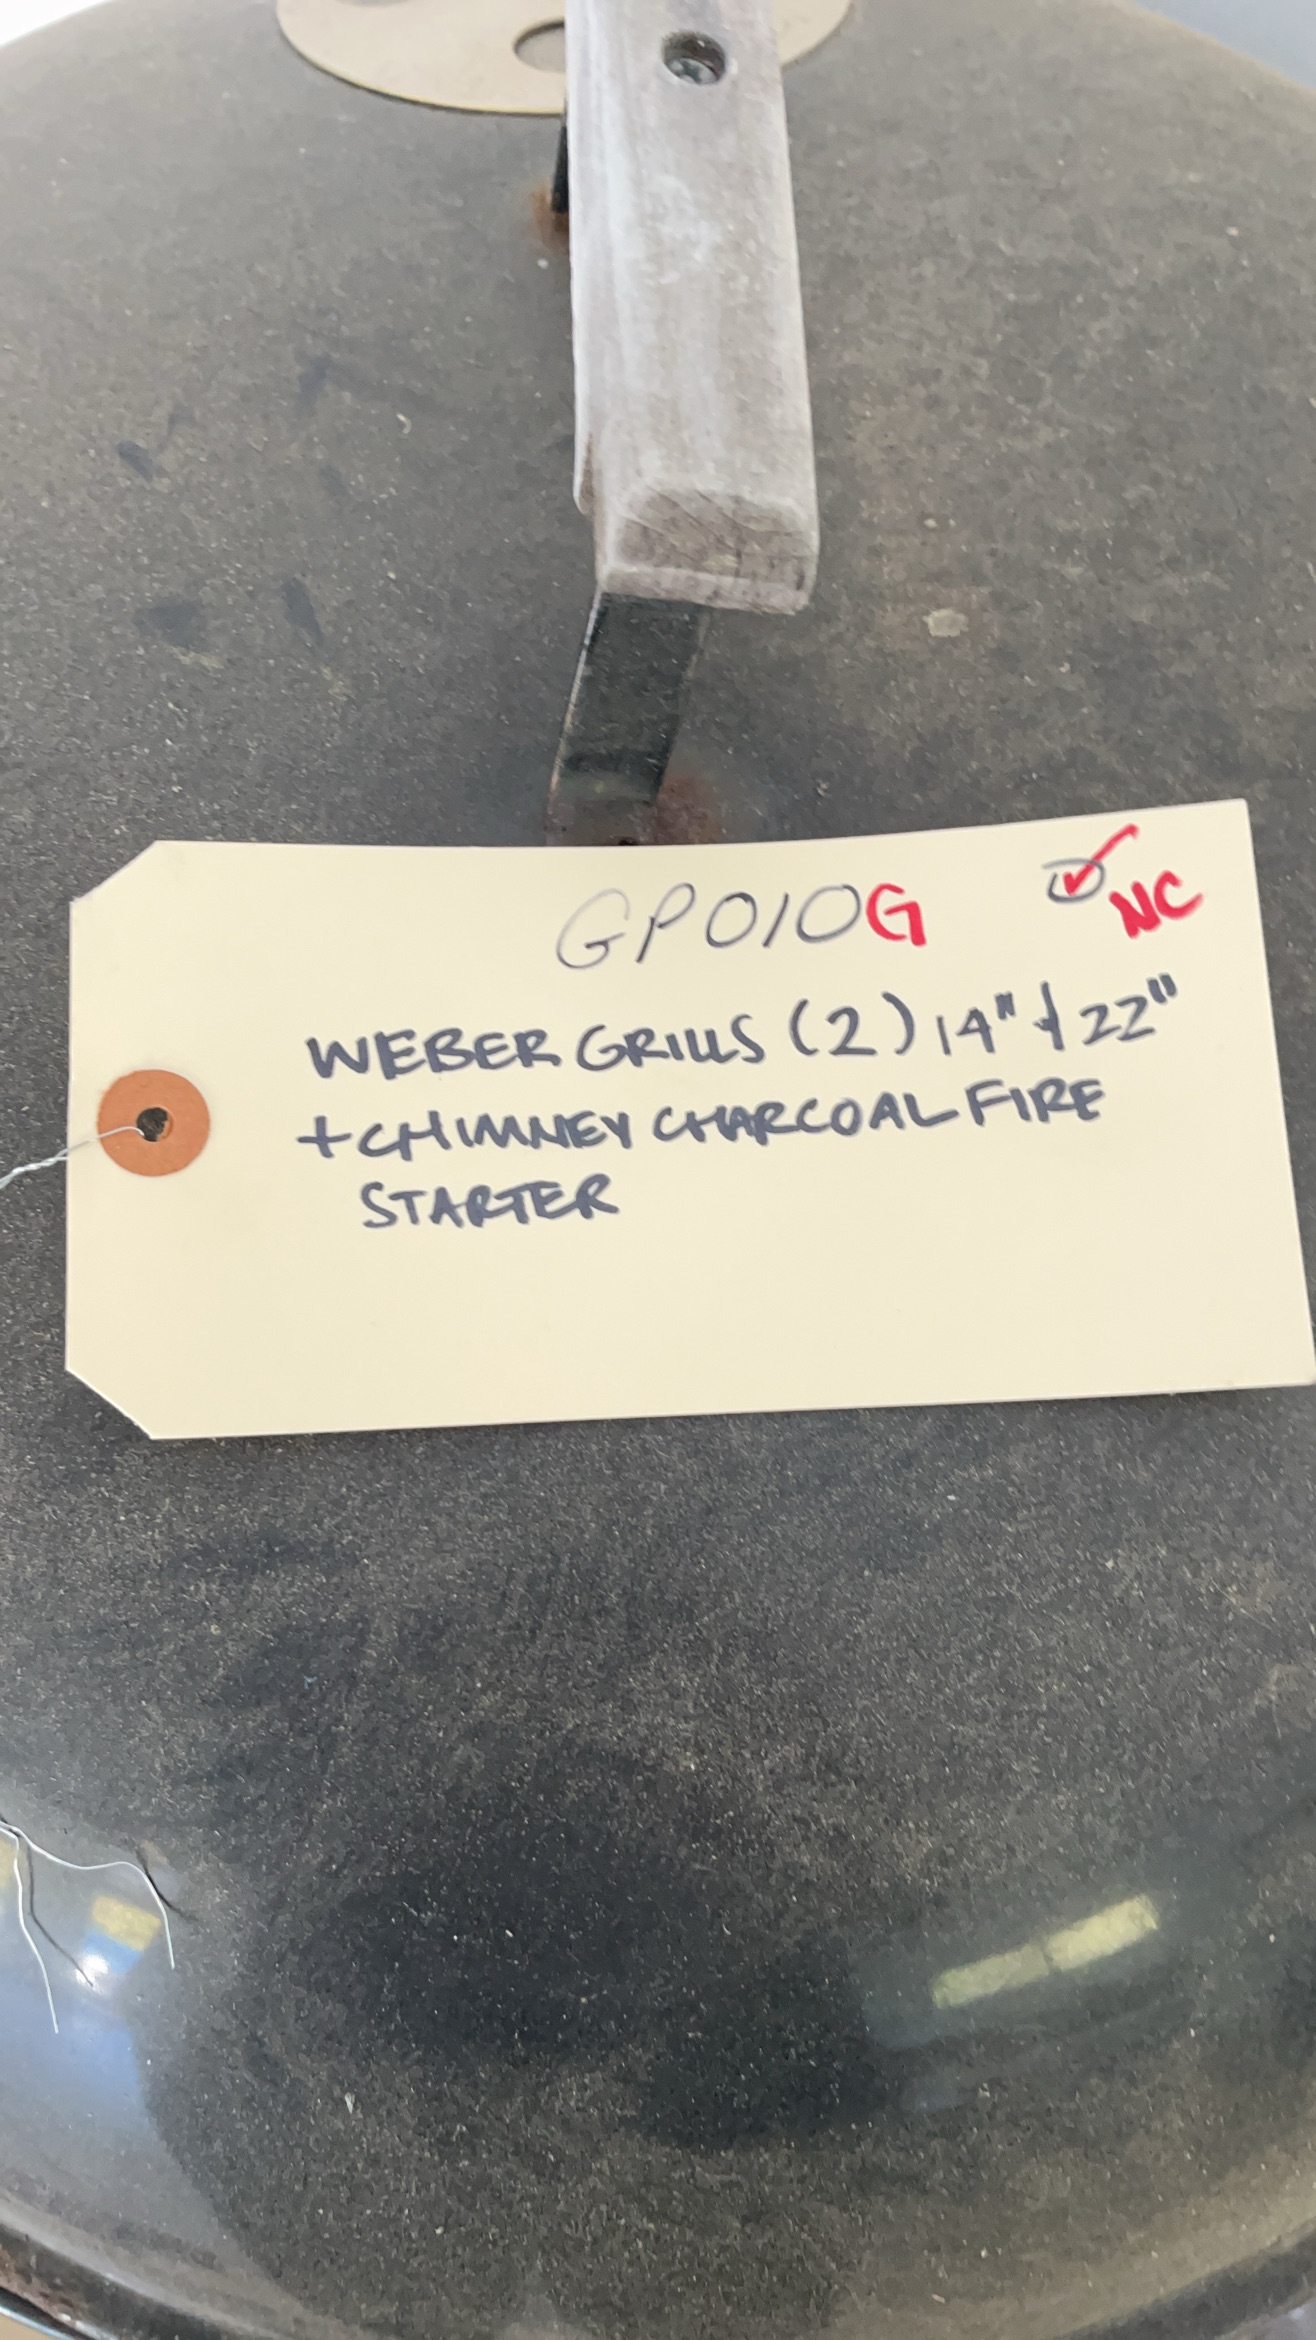 GP010G ☑ NC
WEBER GRILLS (2) 14" & 22"
+ CHIMNEY CHARCOAL FIRE
STARTER